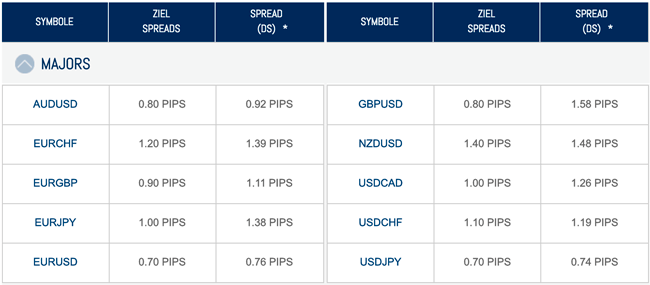 SYMBOLE ZIEL SPREADS SPREAD (DS) * SYMBOLE ZIEL SPREADS SPREAD (DS) *
MAJORS
AUDUSD 0.80 PIPS 0.92 PIPS GBPUSD 0.80 PIPS 1.58 PIPS
EURCHF 1.20 PIPS 1.39 PIPS NZDUSD 1.40 PIPS 1.48 PIPS
EURGBP 0.90 PIPS 1.11 PIPS USDCAD 1.00 PIPS 1.26 PIPS
EURJPY 1.00 PIPS 1.38 PIPS USDCHF 1.10 PIPS 1.19 PIPS
EURUSD 0.70 PIPS 0.76 PIPS USDJPY 0.70 PIPS 0.74 PIPS